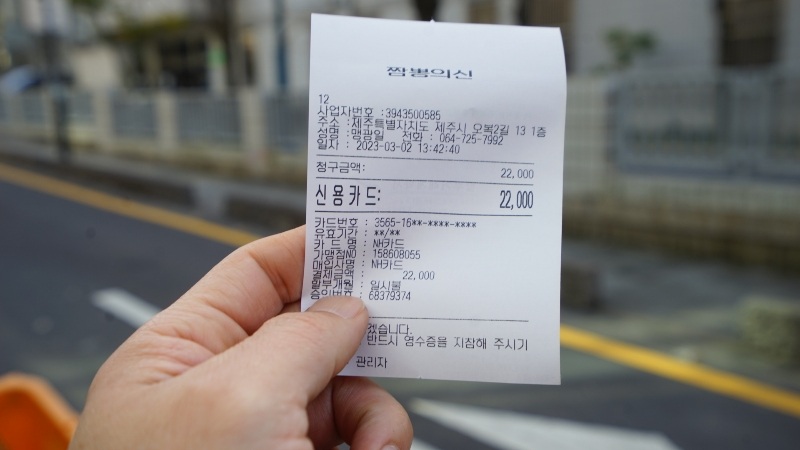 짬뽕의신
12
사업자번호 :3943500585
주소 :제주특별자치도 제주시 오복2길 13 1층
성명 :맹광일 전화 : 064-725-7992
일자 : 2023-03-02 13:42:40
청구금액: 22,000
신용카드: 22,000
카드번호 : 3565-16**-****-****
유효기간 : **/**
카 드 명 : NH카드
가맹점NO : 158608055
매입사명 : NH카드
결제금액 : 22,000
할부개월 : 일시불
승인번호 : 68379374
겠습니다.
반드시 영수증을 지참해 주시기
관리자